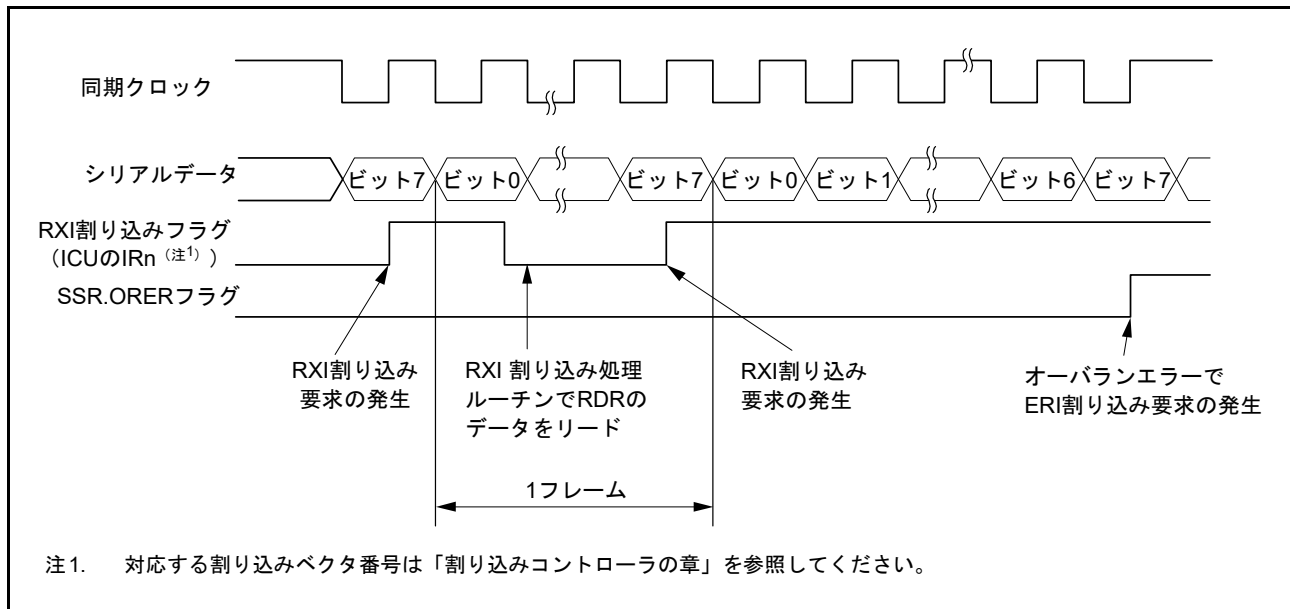 同期クロック
シリアルデータ
ビット7 ビット0 ビット7 ビット0 ビット1 ビット6 ビット7
RXI割り込みフラグ
（ICUのIRn（注1））
SSR.ORERフラグ
RXI割り込み
要求の発生
RXI 割り込み処理
ルーチンでRDRの
データをリード
RXI割り込み
要求の発生
オーバランエラーで
ERI割り込み要求の発生
1フレーム
注1. 対応する割り込みベクタ番号は「割り込みコントローラの章」を参照してください。